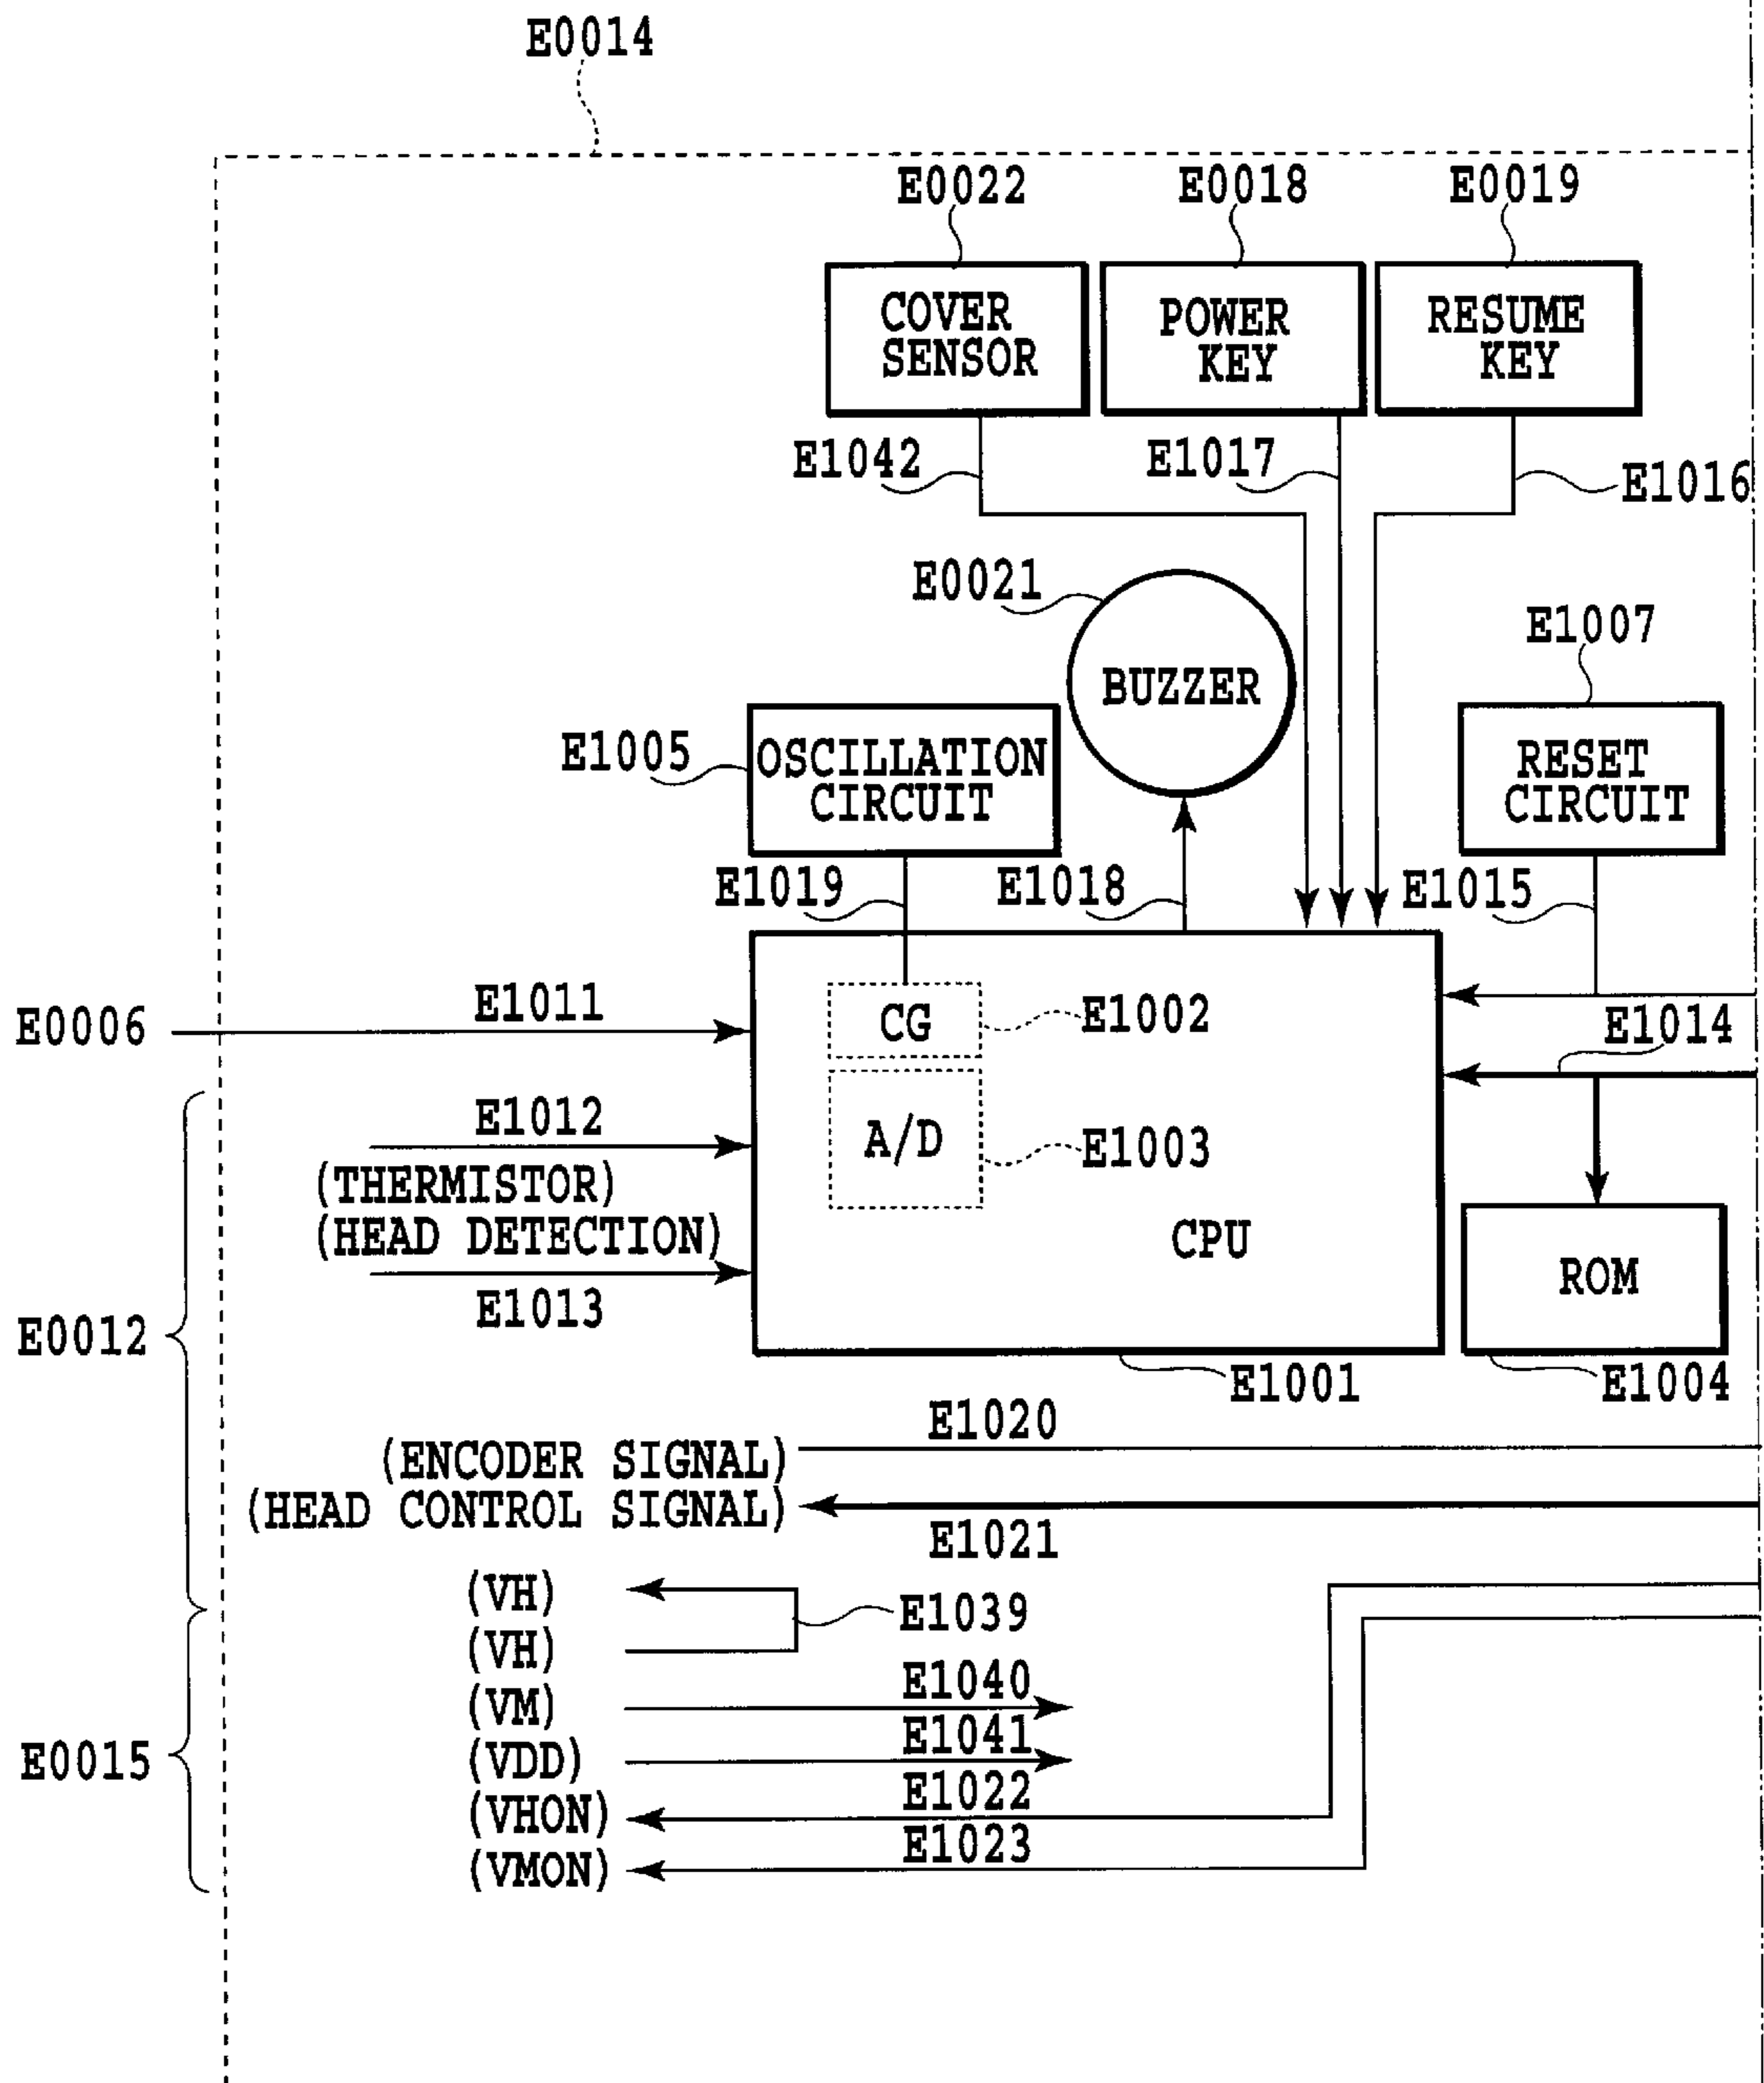 E0014
E0022
E0018
E0019
COVER
SENSOR
POWER
KEY
RESUME
KEY
E1042
E1017
E1016
E0021
BUZZER
E1007
E1005
OSCILLATION
CIRCUIT
RESET
CIRCUIT
E1019
E1018
E1015
E0006
E1011
CG
E1002
E1014
E1012
A/D
E1003
(THERMISTOR)
(HEAD DETECTION)
CPU
ROM
E1013
E0012
E1001
E1004
E1020
(ENCODER SIGNAL)
(HEAD CONTROL SIGNAL)
E1021
(VH)
E1039
(VH)
E1040
(VM)
E1041
E0015
(VDD)
E1022
(VHON)
E1023
(VMON)